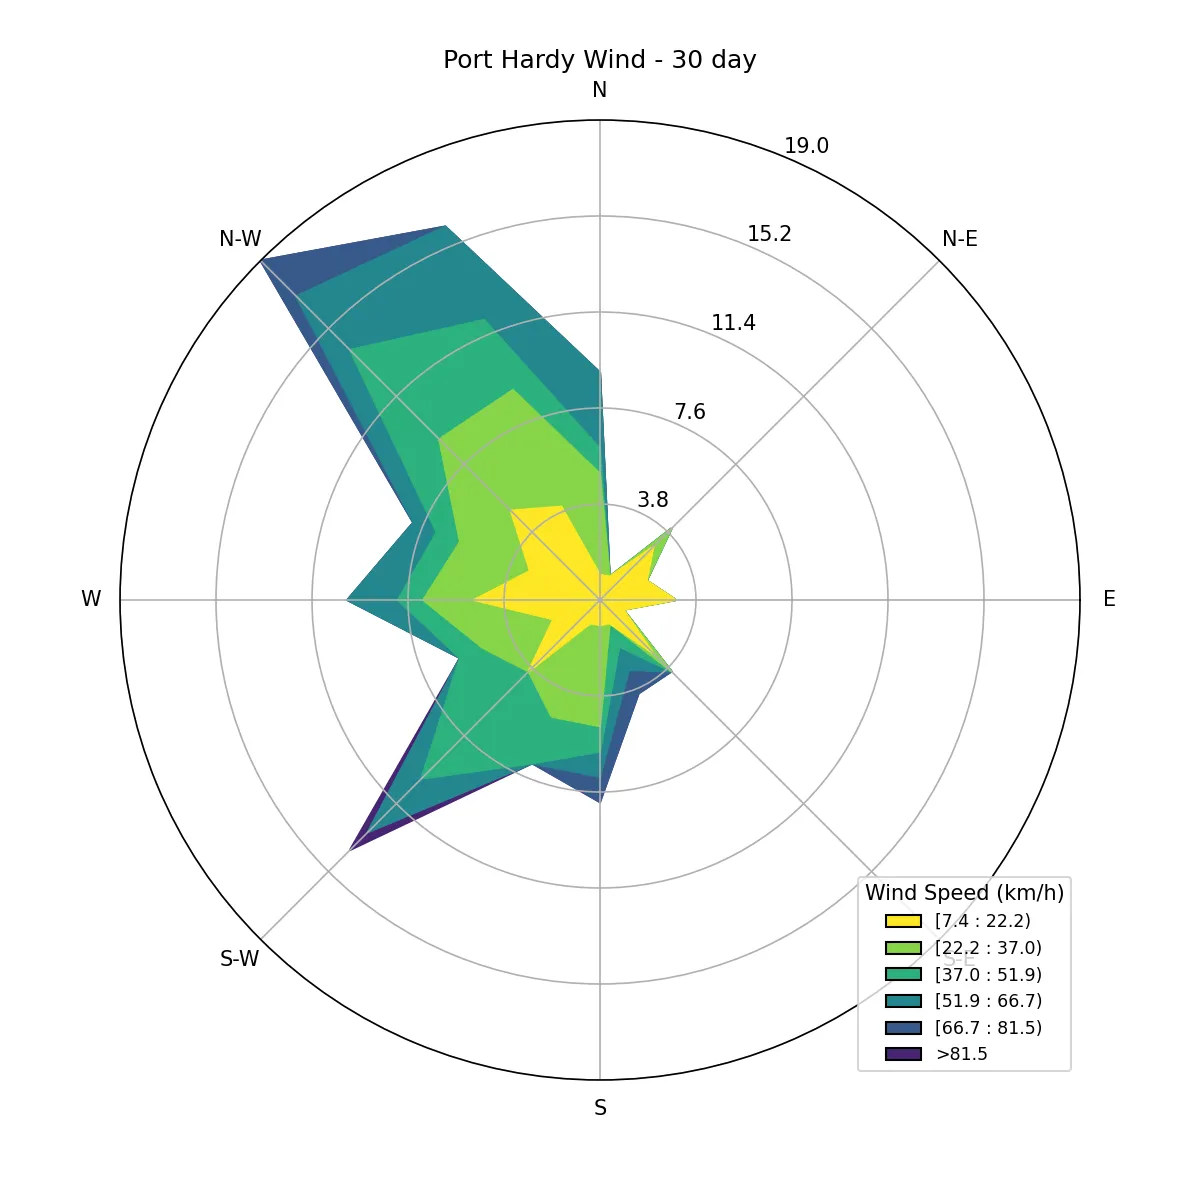 Port Hardy Wind - 30 day
N
19.0
N-W
15.2
N-E
11.4
7.6
3.8
W
E
Wind Speed (km/h)
[7.4 : 22.2)
[22.2 : 37.0)
S-W
S-E
[37.0 : 51.9)
[51.9 : 66.7)
[66.7 : 81.5)
>81.5
S